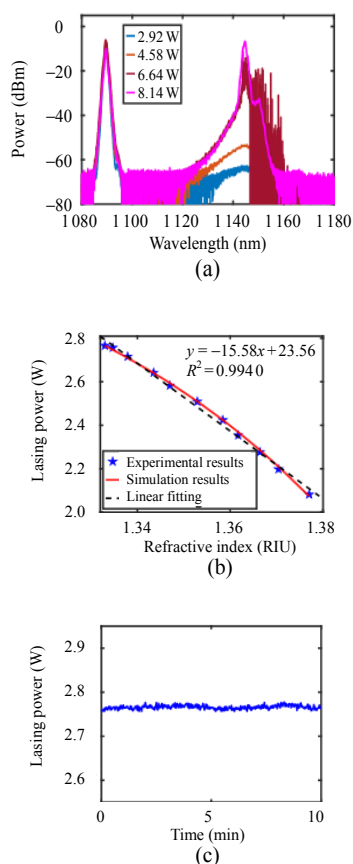 0
−20
−40
−60
−80
Power (dBm)
2.92 W
4.58 W
6.64 W
8.14 W
1 080 1 100 1 120 1 140 1 160 1 180
Wavelength (nm)
(a)
2.8
2.6
2.4
2.2
2.0
Lasing power (W)
y = −15.58x + 23.56
R² = 0.994 0
Experimental results
Simulation results
Linear fitting
1.34 1.36 1.38
Refractive index (RIU)
(b)
2.9
2.8
2.7
2.6
Lasing power (W)
0 5 10
Time (min)
(c)